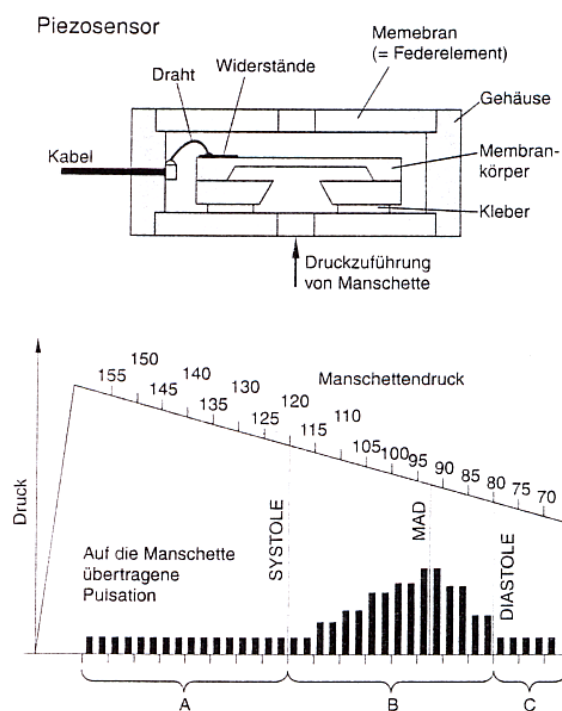 Piezosensor
Memebran
(= Federelement)
Widerstände
Draht
Gehäuse
Kabel
Membran-
körper
Kleber
Druckzuführung
von Manschette
Manschettendruck
155
150
145
140
135
130
125
120
115
110
105
100
95
90
85
80
75
70
Druck
Auf die Manschette
übertragene
Pulsation
SYSTOLE
MAD
DIASTOLE
A
B
C